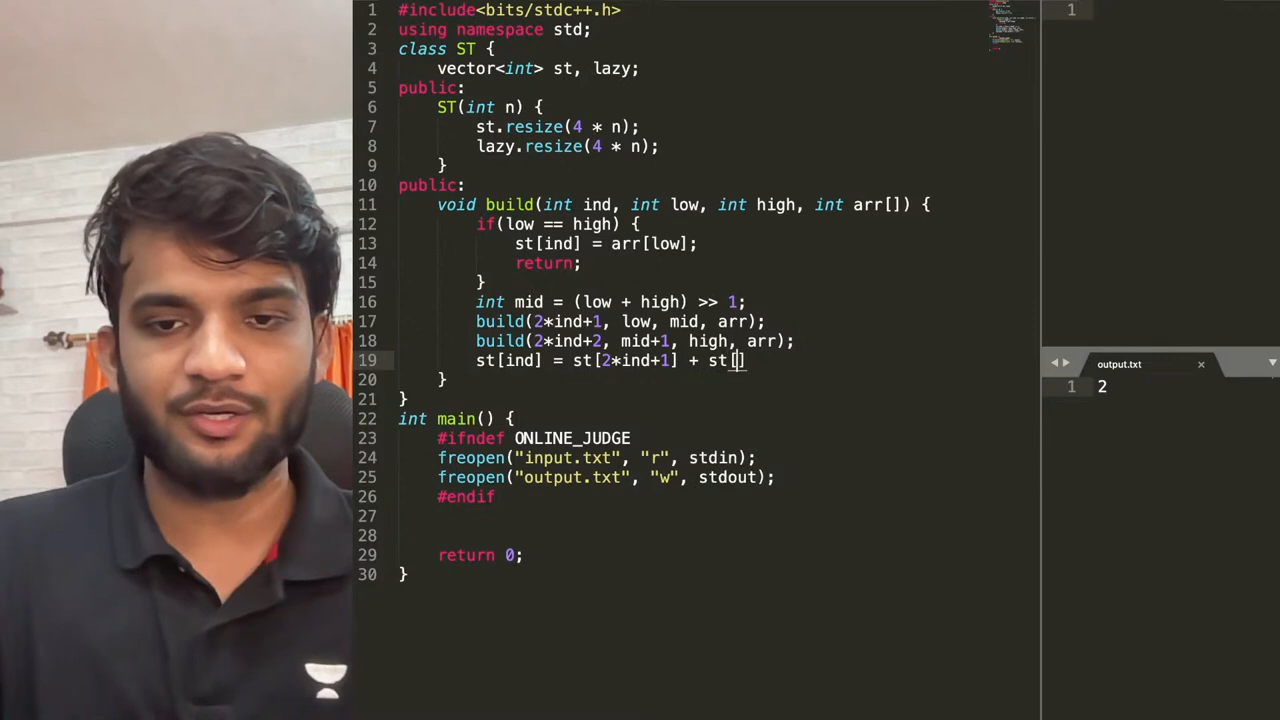 1 #include<bits/stdc++.h>
2 using namespace std;
3 class ST {
4 vector<int> st, lazy;
5 public:
6 ST(int n) {
7 st.resize(4 * n);
8 lazy.resize(4 * n);
9 }
10 public:
11 void build(int ind, int low, int high, int arr[]) {
12 if(low == high) {
13 st[ind] = arr[low];
14 return;
15 }
16 int mid = (low + high) >> 1;
17 build(2*ind+1, low, mid, arr);
18 build(2*ind+2, mid+1, high, arr);
19 st[ind] = st[2*ind+1] + st[]
20 }
21 }
22 int main() {
23 #ifndef ONLINE_JUDGE
24 freopen("input.txt", "r", stdin);
25 freopen("output.txt", "w", stdout);
26 #endif
27
28
29 return 0;
30 }
1
output.txt
1 2